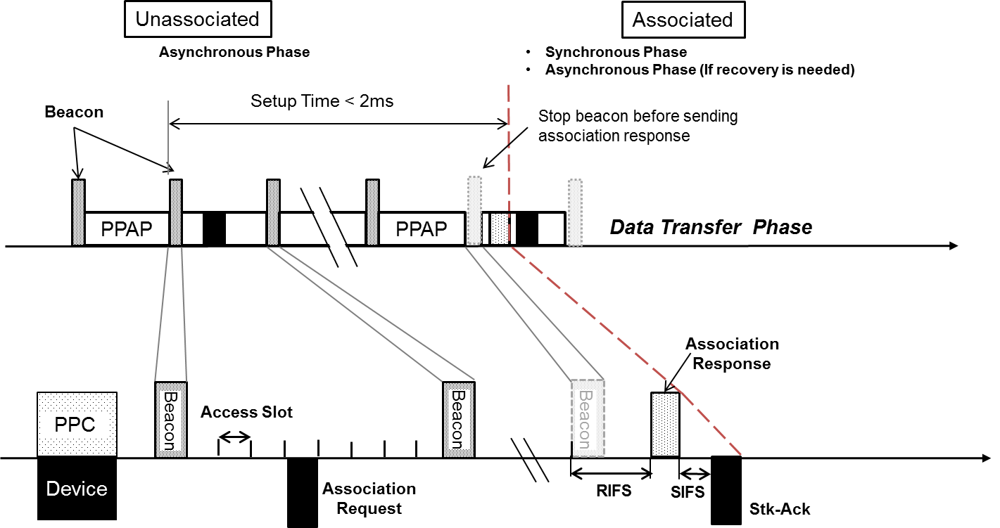 Unassociated
Associated
Asynchronous Phase
• Synchronous Phase
• Asynchronous Phase (If recovery is needed)
Setup Time < 2ms
Beacon
Stop beacon before sending
association response
PPAP
PPAP
Data Transfer Phase
Association
Response
PPC
Beacon
Access Slot
Beacon
Beacon
Device
Association
Request
RIFS
SIFS
Stk-Ack